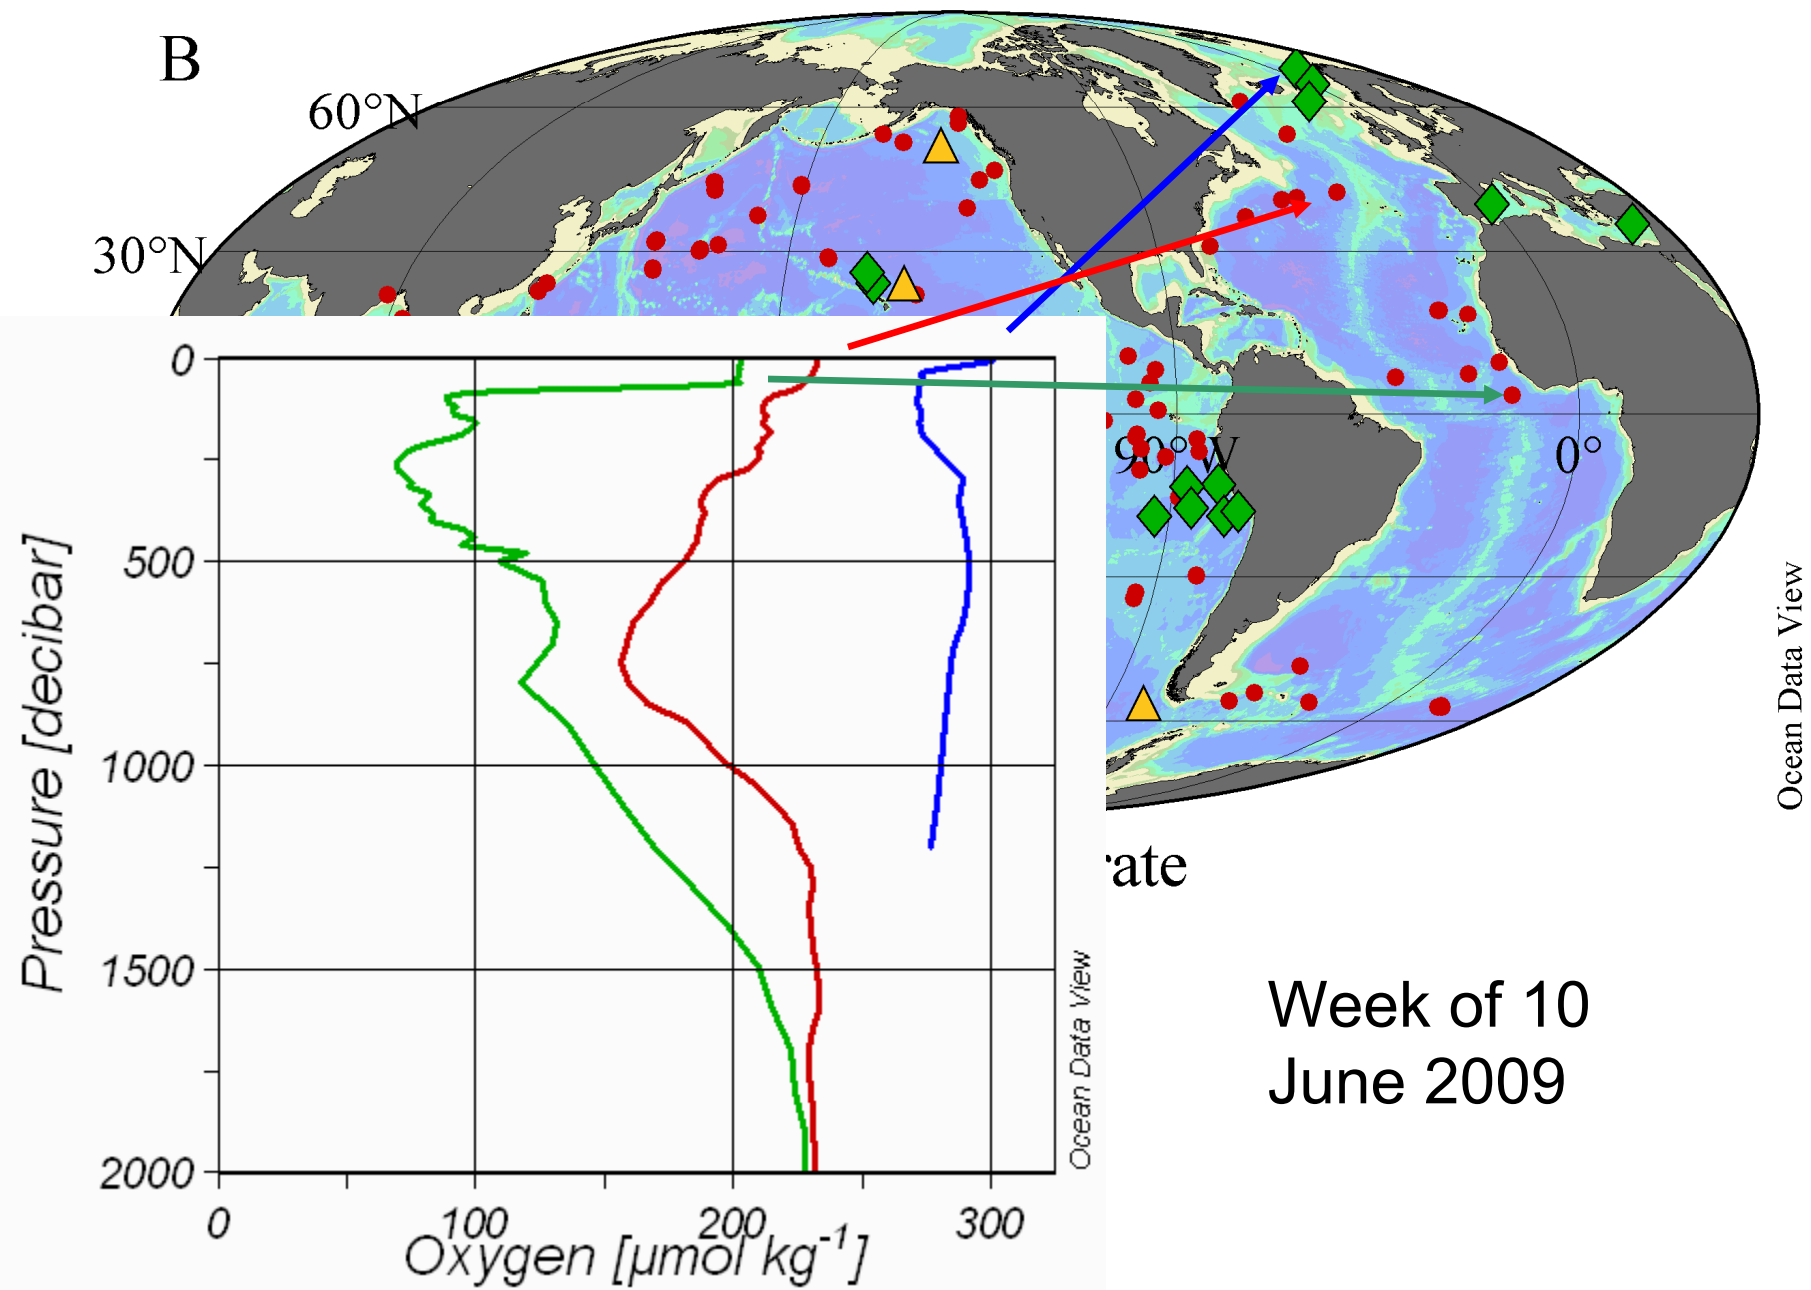 B
60°N
30°N
90°W
0°
Ocean Data View
0
500
1000
1500
2000
Pressure [decibar]
0
100
200
300
Oxygen [µmol kg-1]
Ocean Data View
rate
Week of 10
June 2009